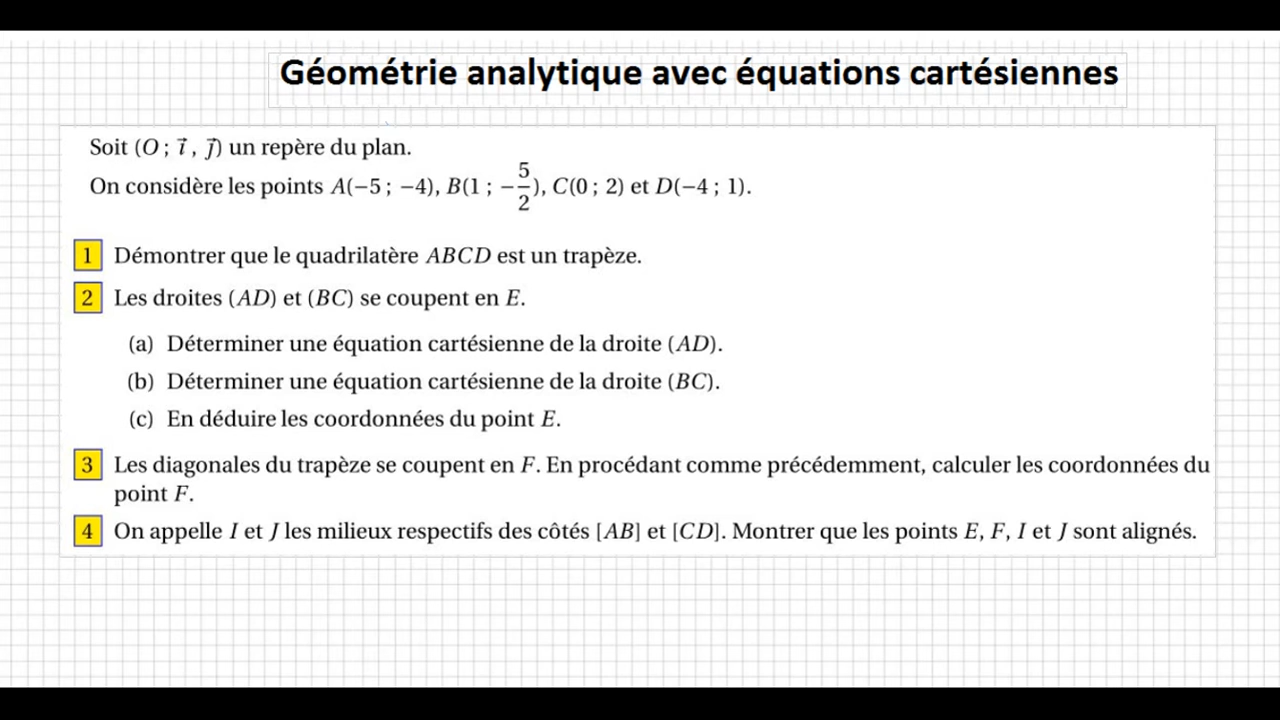 Géométrie analytique avec équations cartésiennes
Soit (O ; i⃗ , j⃗) un repère du plan.
On considère les points A(−5 ; −4), B(1 ; −5/2), C(0 ; 2) et D(−4 ; 1).
1 Démontrer que le quadrilatère ABCD est un trapèze.
2 Les droites (AD) et (BC) se coupent en E.
(a) Déterminer une équation cartésienne de la droite (AD).
(b) Déterminer une équation cartésienne de la droite (BC).
(c) En déduire les coordonnées du point E.
3 Les diagonales du trapèze se coupent en F. En procédant comme précédemment, calculer les coordonnées du
point F.
4 On appelle I et J les milieux respectifs des côtés [AB] et [CD]. Montrer que les points E, F, I et J sont alignés.